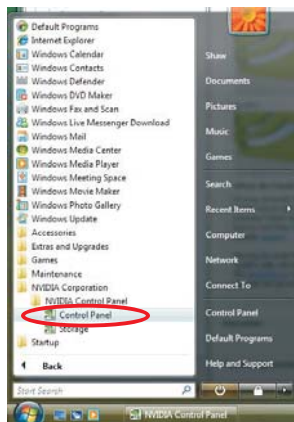 Default Programs
Internet Explorer
Windows Calendar
Windows Contacts
Windows Defender
Windows DVD Maker
Windows Fax and Scan
Windows Live Messenger Download
Windows Mail
Windows Media Center
Windows Media Player
Windows Meeting Space
Windows Movie Maker
Windows Photo Gallery
Windows Update
Accessories
Extras and Upgrades
Games
Maintenance
NVIDIA Corporation
NVIDIA Control Panel
Control Panel
Storage
Startup
Back
Start Search
Shaw
Documents
Pictures
Music
Games
Search
Recent Items
Computer
Network
Connect To
Control Panel
Default Programs
Help and Support
NVIDIA Control Panel